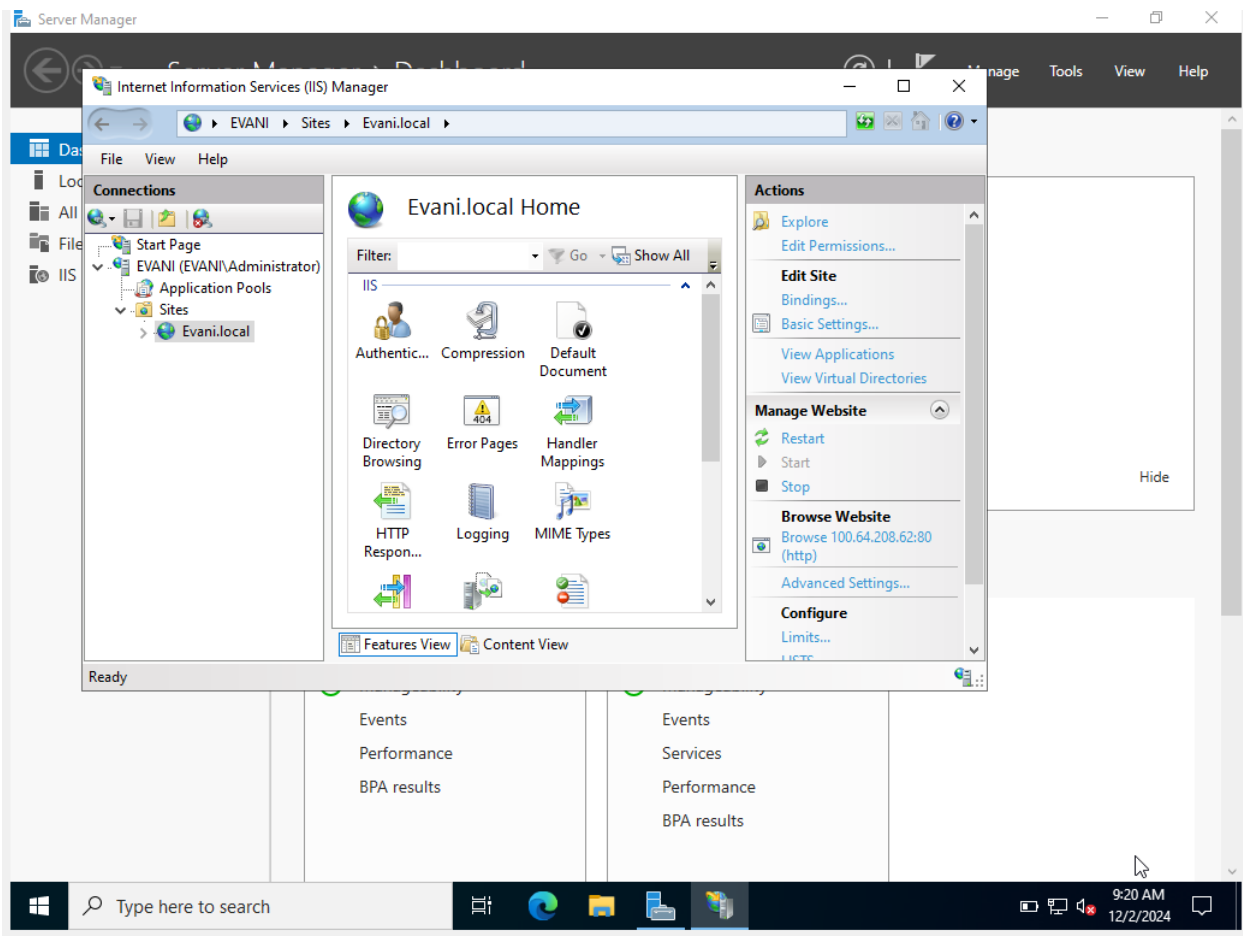 Server Manager
Manage Tools View Help
Internet Information Services (IIS) Manager
EVANI Sites Evani.local
File View Help
Connections
Start Page
EVANI (EVANI\Administrator)
Application Pools
Sites
Evani.local
Evani.local Home
Filter: Go Show All
IIS
Authentic... Compression Default Document
Directory Browsing Error Pages Handler Mappings
HTTP Respon... Logging MIME Types
Features View Content View
Actions
Explore
Edit Permissions...
Edit Site
Bindings...
Basic Settings...
View Applications
View Virtual Directories
Manage Website
Restart
Start
Stop
Browse Website
Browse 100.64.208.62:80
(http)
Advanced Settings...
Configure
Limits...
Ready
Hide
All
IIS
Manageability Manageability
Events
Performance
BPA results
Events
Services
Performance
BPA results
Type here to search
9:20 AM
12/2/2024